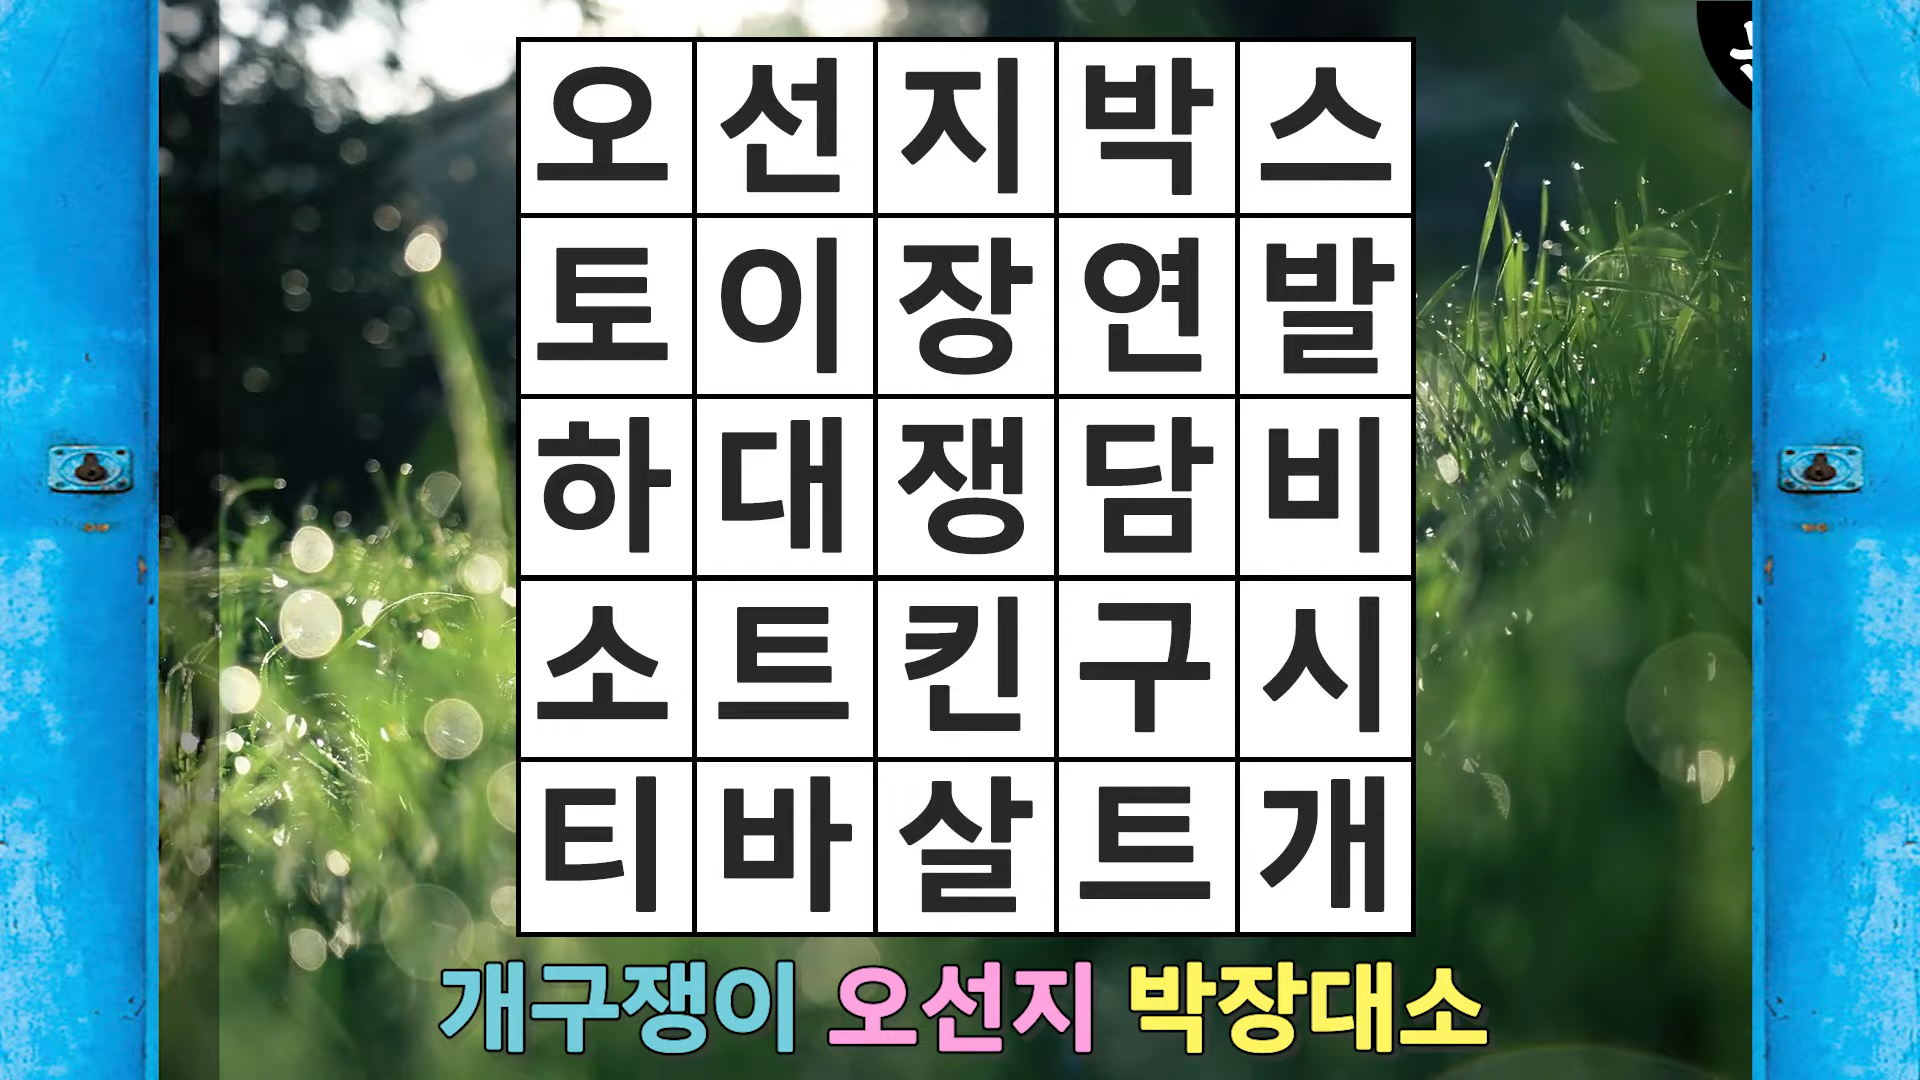 오 선 지 박 스
토 이 장 연 발
하 대 쟁 담 비
소 트 킨 구 시
티 바 살 트 개
개구쟁이 오선지 박장대소